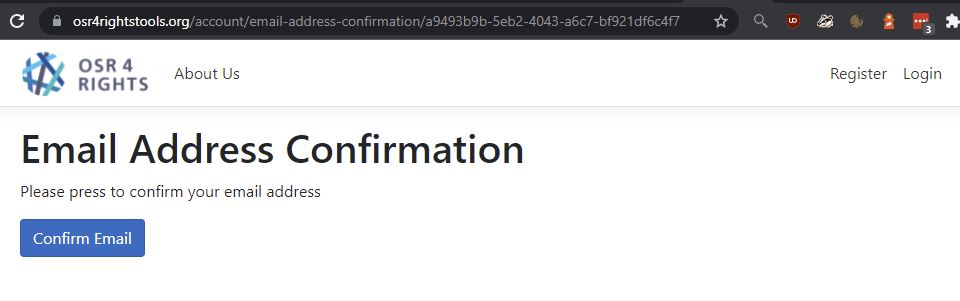 osr4rightstools.org/account/email-address-confirmation/a9493b9b-5eb2-4043-a6c7-bf921df6c4f7
3
OSR 4
RIGHTS
About Us
Register
Login
Email Address Confirmation
Please press to confirm your email address
Confirm Email